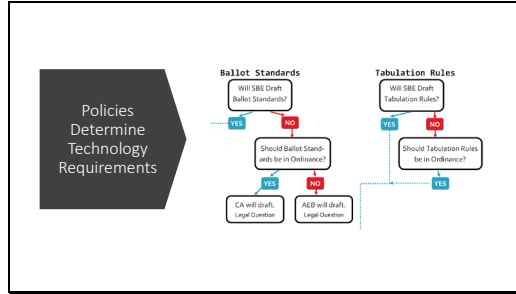 Policies
Determine
Technology
Requirements
Ballot Standards
Will SBE Draft
Ballot Standards?
YES
NO
Should Ballot Stand-
ards be in Ordinance?
YES
NO
CA will draft.
Legal Question
AEB will draft.
Legal Question
Tabulation Rules
Will SBE Draft
Tabulation Rules?
YES
NO
Should Tabulation Rules
be in Ordinance?
YES